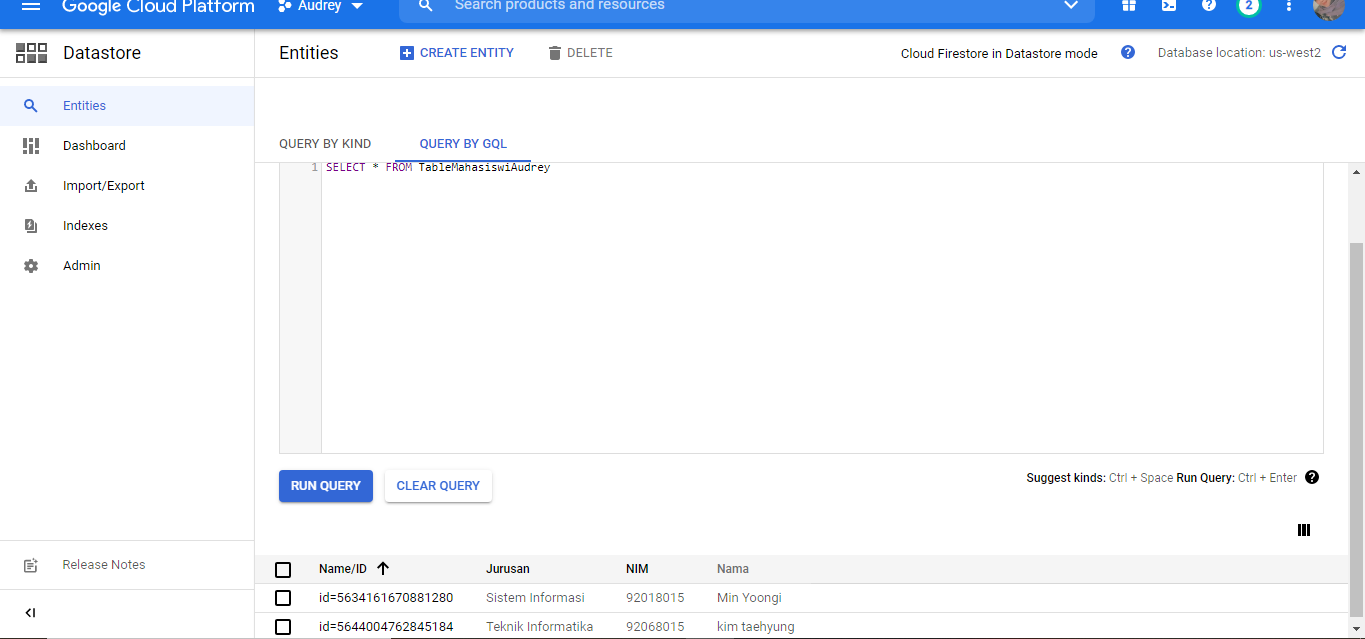 Google Cloud Platform Audrey Search products and resources 2
Datastore Entities CREATE ENTITY DELETE Cloud Firestore in Datastore mode Database location: us-west2
Entities
Dashboard
QUERY BY KIND QUERY BY GQL
1 SELECT * FROM TableMahasiswiAudrey
Import/Export
Indexes
Admin
RUN QUERY CLEAR QUERY Suggest kinds: Ctrl + Space Run Query: Ctrl + Enter
Release Notes
Name/ID Jurusan NIM Nama
id=5634161670881280 Sistem Informasi 92018015 Min Yoongi
id=5644004762845184 Teknik Informatika 92068015 kim taehyung